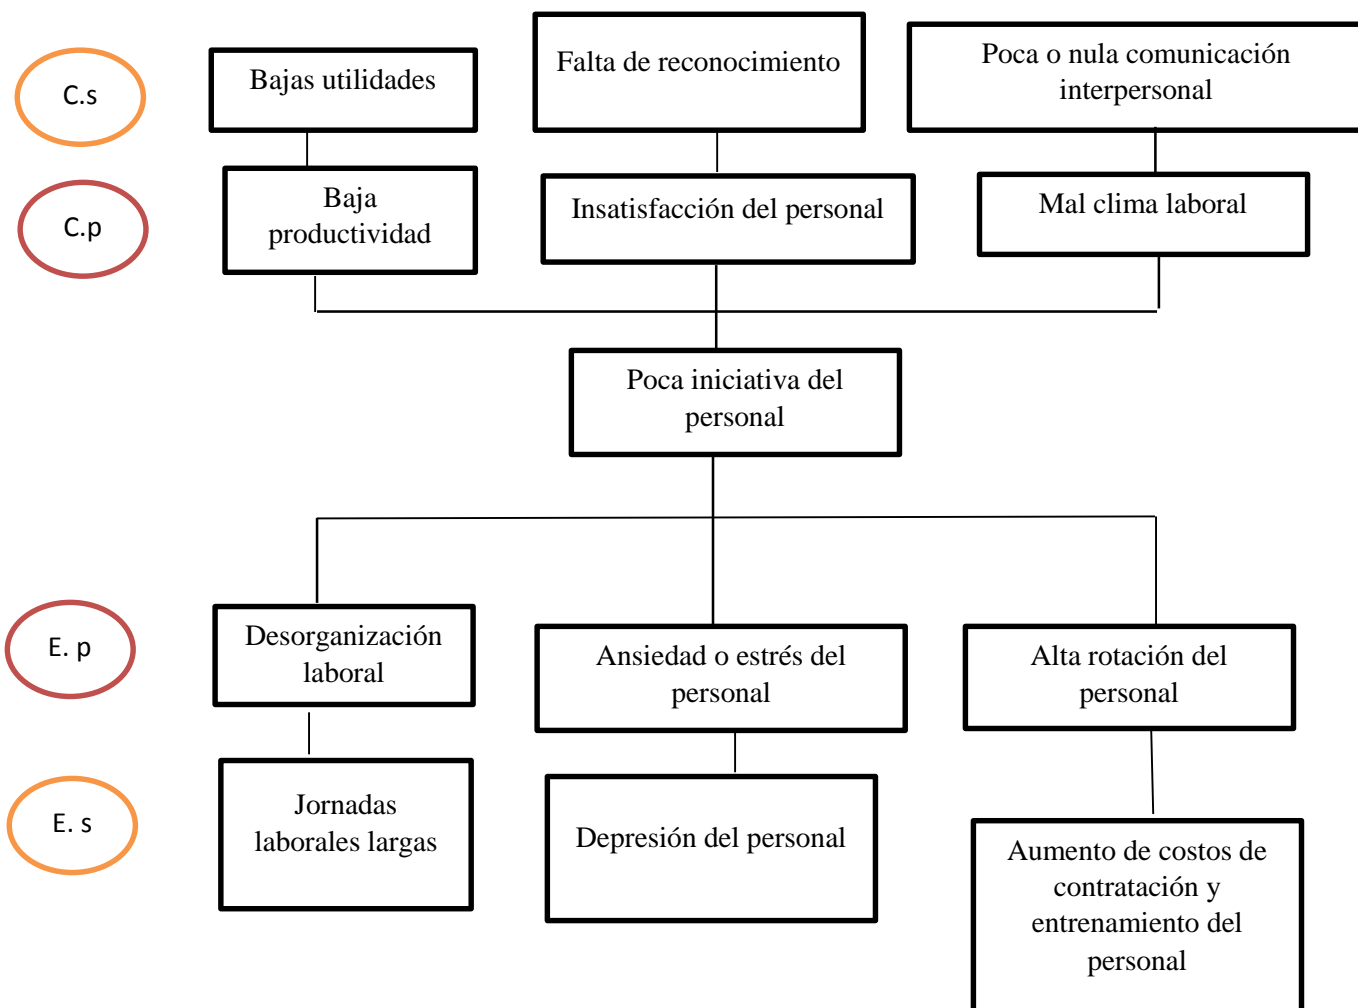 C.s
Bajas utilidades
Falta de reconocimiento
Poca o nula comunicación
interpersonal
C.p
Baja
productividad
Insatisfacción del personal
Mal clima laboral
Poca iniciativa del
personal
E. p
Desorganización
laboral
Ansiedad o estrés del
personal
Alta rotación del
personal
E. s
Jornadas
laborales largas
Depresión del personal
Aumento de costos de
contratación y
entrenamiento del
personal